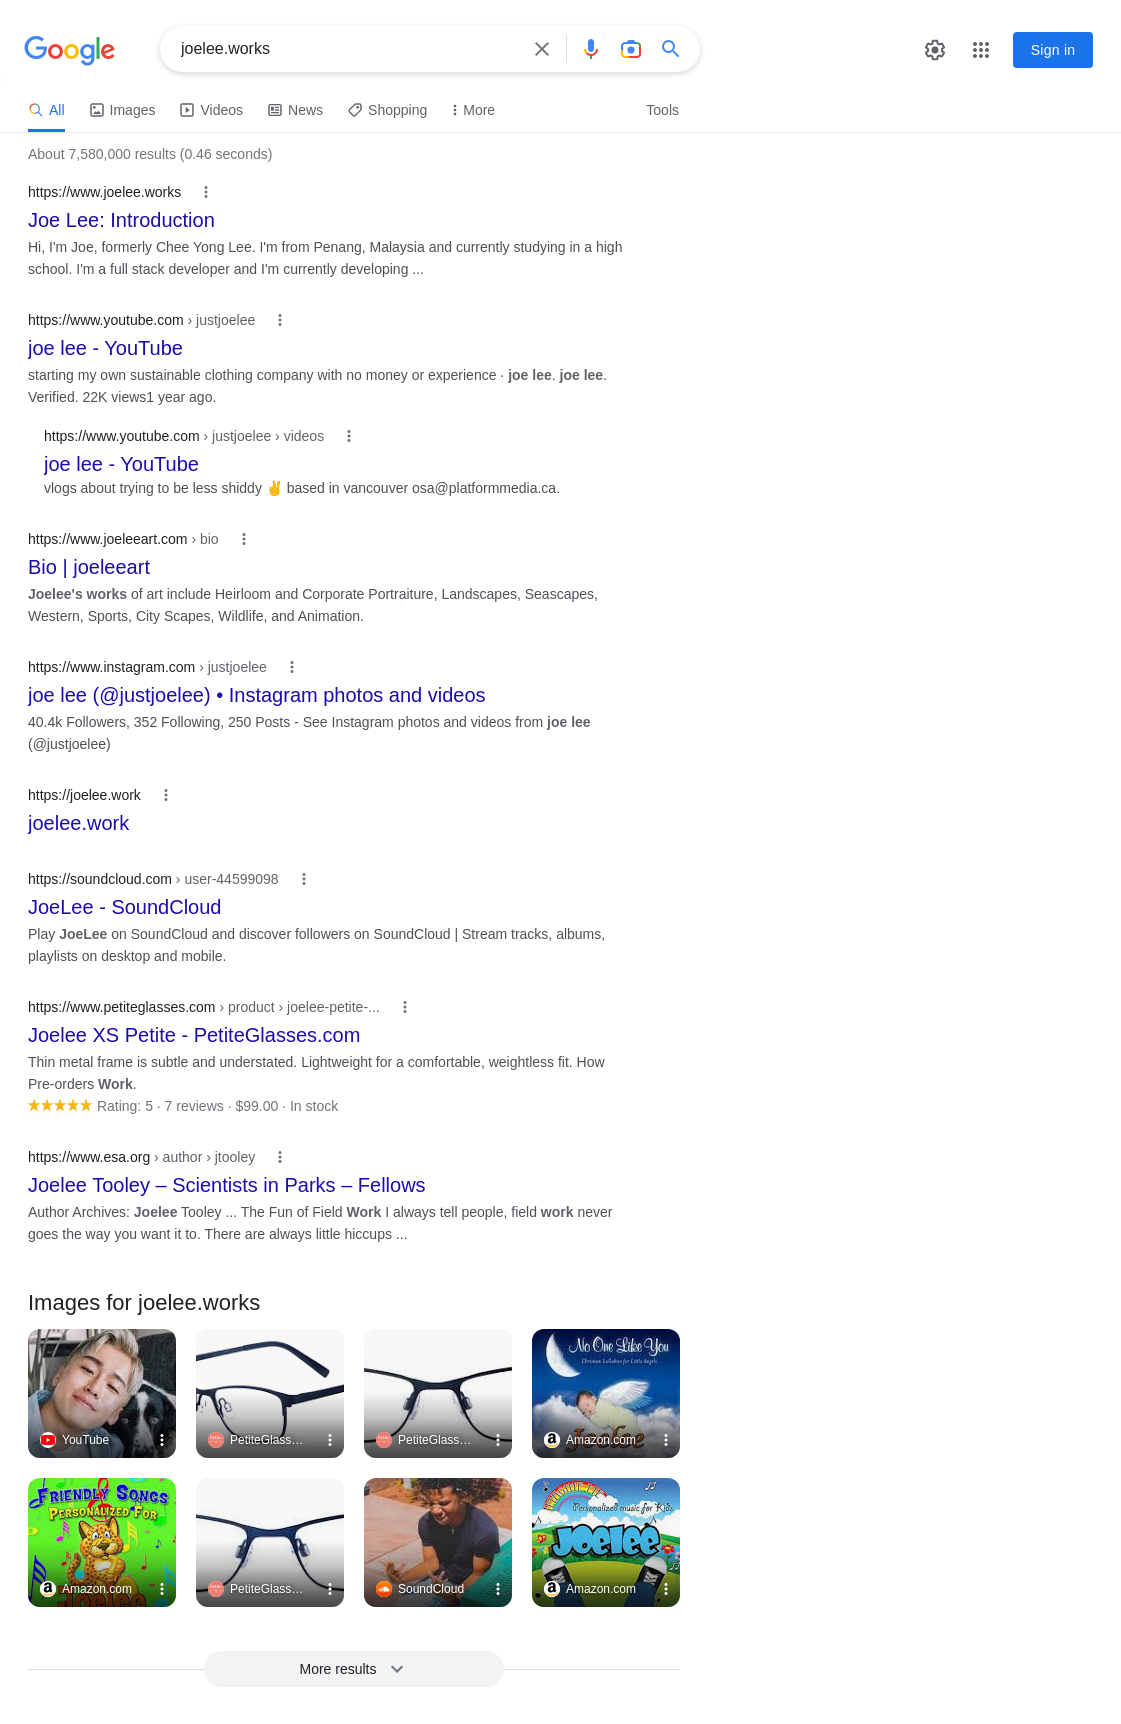 Google
joelee.works
Sign in
All Images Videos News Shopping More Tools
About 7,580,000 results (0.46 seconds)
https://www.joelee.works
Joe Lee: Introduction
Hi, I'm Joe, formerly Chee Yong Lee. I'm from Penang, Malaysia and currently studying in a high
school. I'm a full stack developer and I'm currently developing ...
https://www.youtube.com › justjoelee
joe lee - YouTube
starting my own sustainable clothing company with no money or experience · joe lee. joe lee.
Verified. 22K views1 year ago.
https://www.youtube.com › justjoelee › videos
joe lee - YouTube
vlogs about trying to be less shiddy ✌️ based in vancouver osa@platformmedia.ca.
https://www.joeleeart.com › bio
Bio | joeleeart
Joelee's works of art include Heirloom and Corporate Portraiture, Landscapes, Seascapes,
Western, Sports, City Scapes, Wildlife, and Animation.
https://www.instagram.com › justjoelee
joe lee (@justjoelee) • Instagram photos and videos
40.4k Followers, 352 Following, 250 Posts - See Instagram photos and videos from joe lee
(@justjoelee)
https://joelee.work
joelee.work
https://soundcloud.com › user-44599098
JoeLee - SoundCloud
Play JoeLee on SoundCloud and discover followers on SoundCloud | Stream tracks, albums,
playlists on desktop and mobile.
https://www.petiteglasses.com › product › joelee-petite-...
Joelee XS Petite - PetiteGlasses.com
Thin metal frame is subtle and understated. Lightweight for a comfortable, weightless fit. How
Pre-orders Work.
★★★★★ Rating: 5 · 7 reviews · $99.00 · In stock
https://www.esa.org › author › jtooley
Joelee Tooley – Scientists in Parks – Fellows
Author Archives: Joelee Tooley ... The Fun of Field Work I always tell people, field work never
goes the way you want it to. There are always little hiccups ...
Images for joelee.works
No One Like You
Christian Lullabies for Little Angels
Joelee
YouTube
PetiteGlass...
PetiteGlass...
Amazon.com
FRIENDLY SONGS
PERSONALIZED FOR
Joelee
Personalized music for Kids
JOELEE
Amazon.com
PetiteGlass...
SoundCloud
Amazon.com
More results